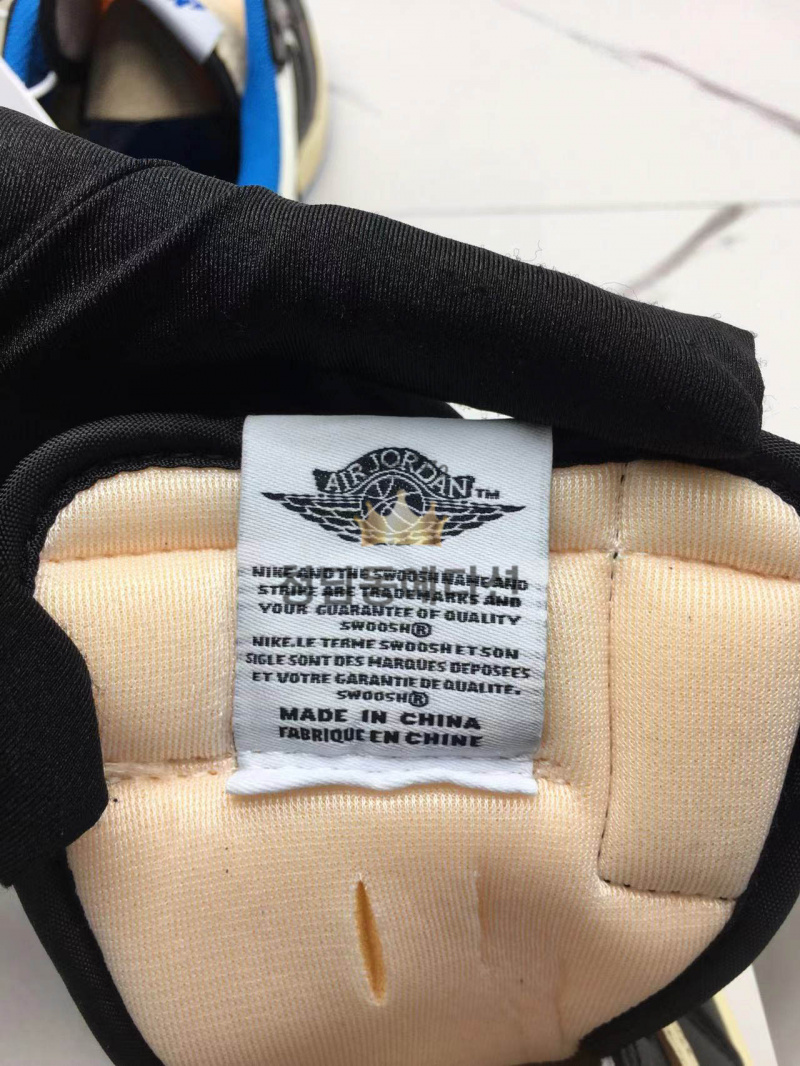 AIR JORDAN TM
NIKE AND THE SWOOSH NAME AND
STRIKE ARE TRADEMARKS AND
YOUR GUARANTEE OF QUALITY
SWOOSH®
NIKE.LE TERME SWOOSH ET SON
SIGLE SONT DES MARQUES DEPOSEES
ET VOTRE GARANTIE DE QUALITE.
SWOOSH®
MADE IN CHINA
FABRIQUE EN CHINE